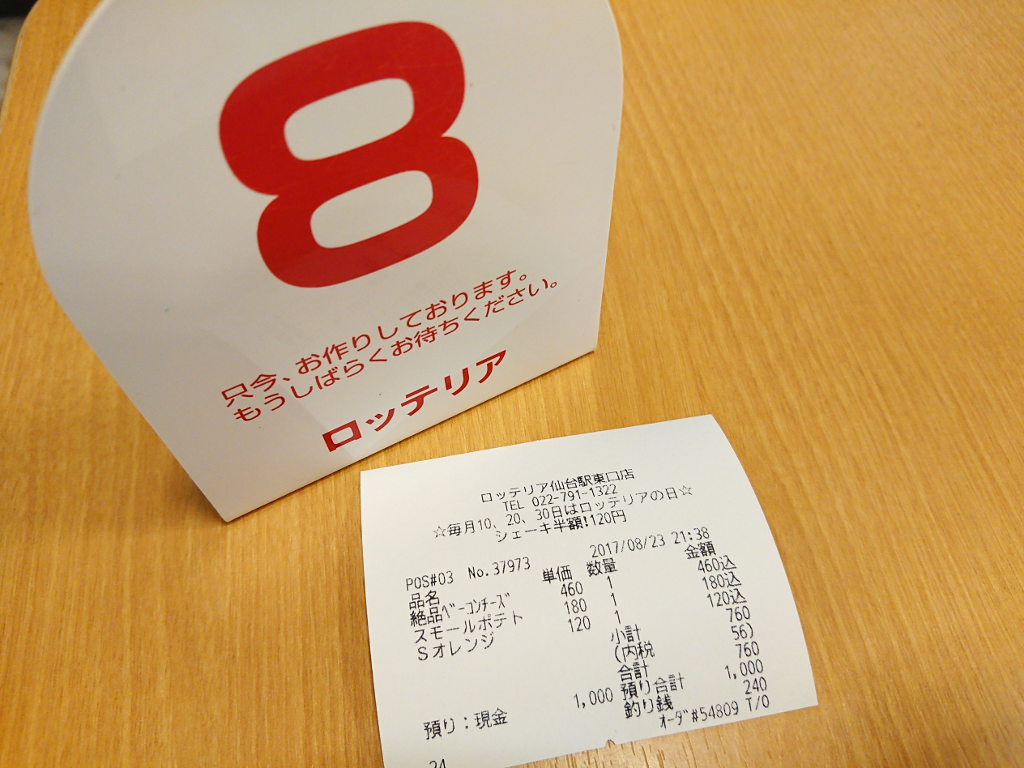 8
只今、お作りしております。
もうしばらくお待ちください。
ロッテリア
ロッテリア仙台駅東口店
TEL 022-791-1322
☆毎月10、20、30日はロッテリアの日☆
シェーキ半額!120円
2017/08/23 21:38
POS#03 No.37973
品名 単価 数量 金額
絶品ﾍﾞｰｺﾝﾁｰｽﾞ 460 1 460込
スモールポテト 180 1 180込
Ｓオレンジ 120 1 120込
小計 760
(内税 56)
合計 760
預り：現金 1,000 預り合計 1,000
釣り銭 240
ｵｰﾀﾞ#54809 T/O
24